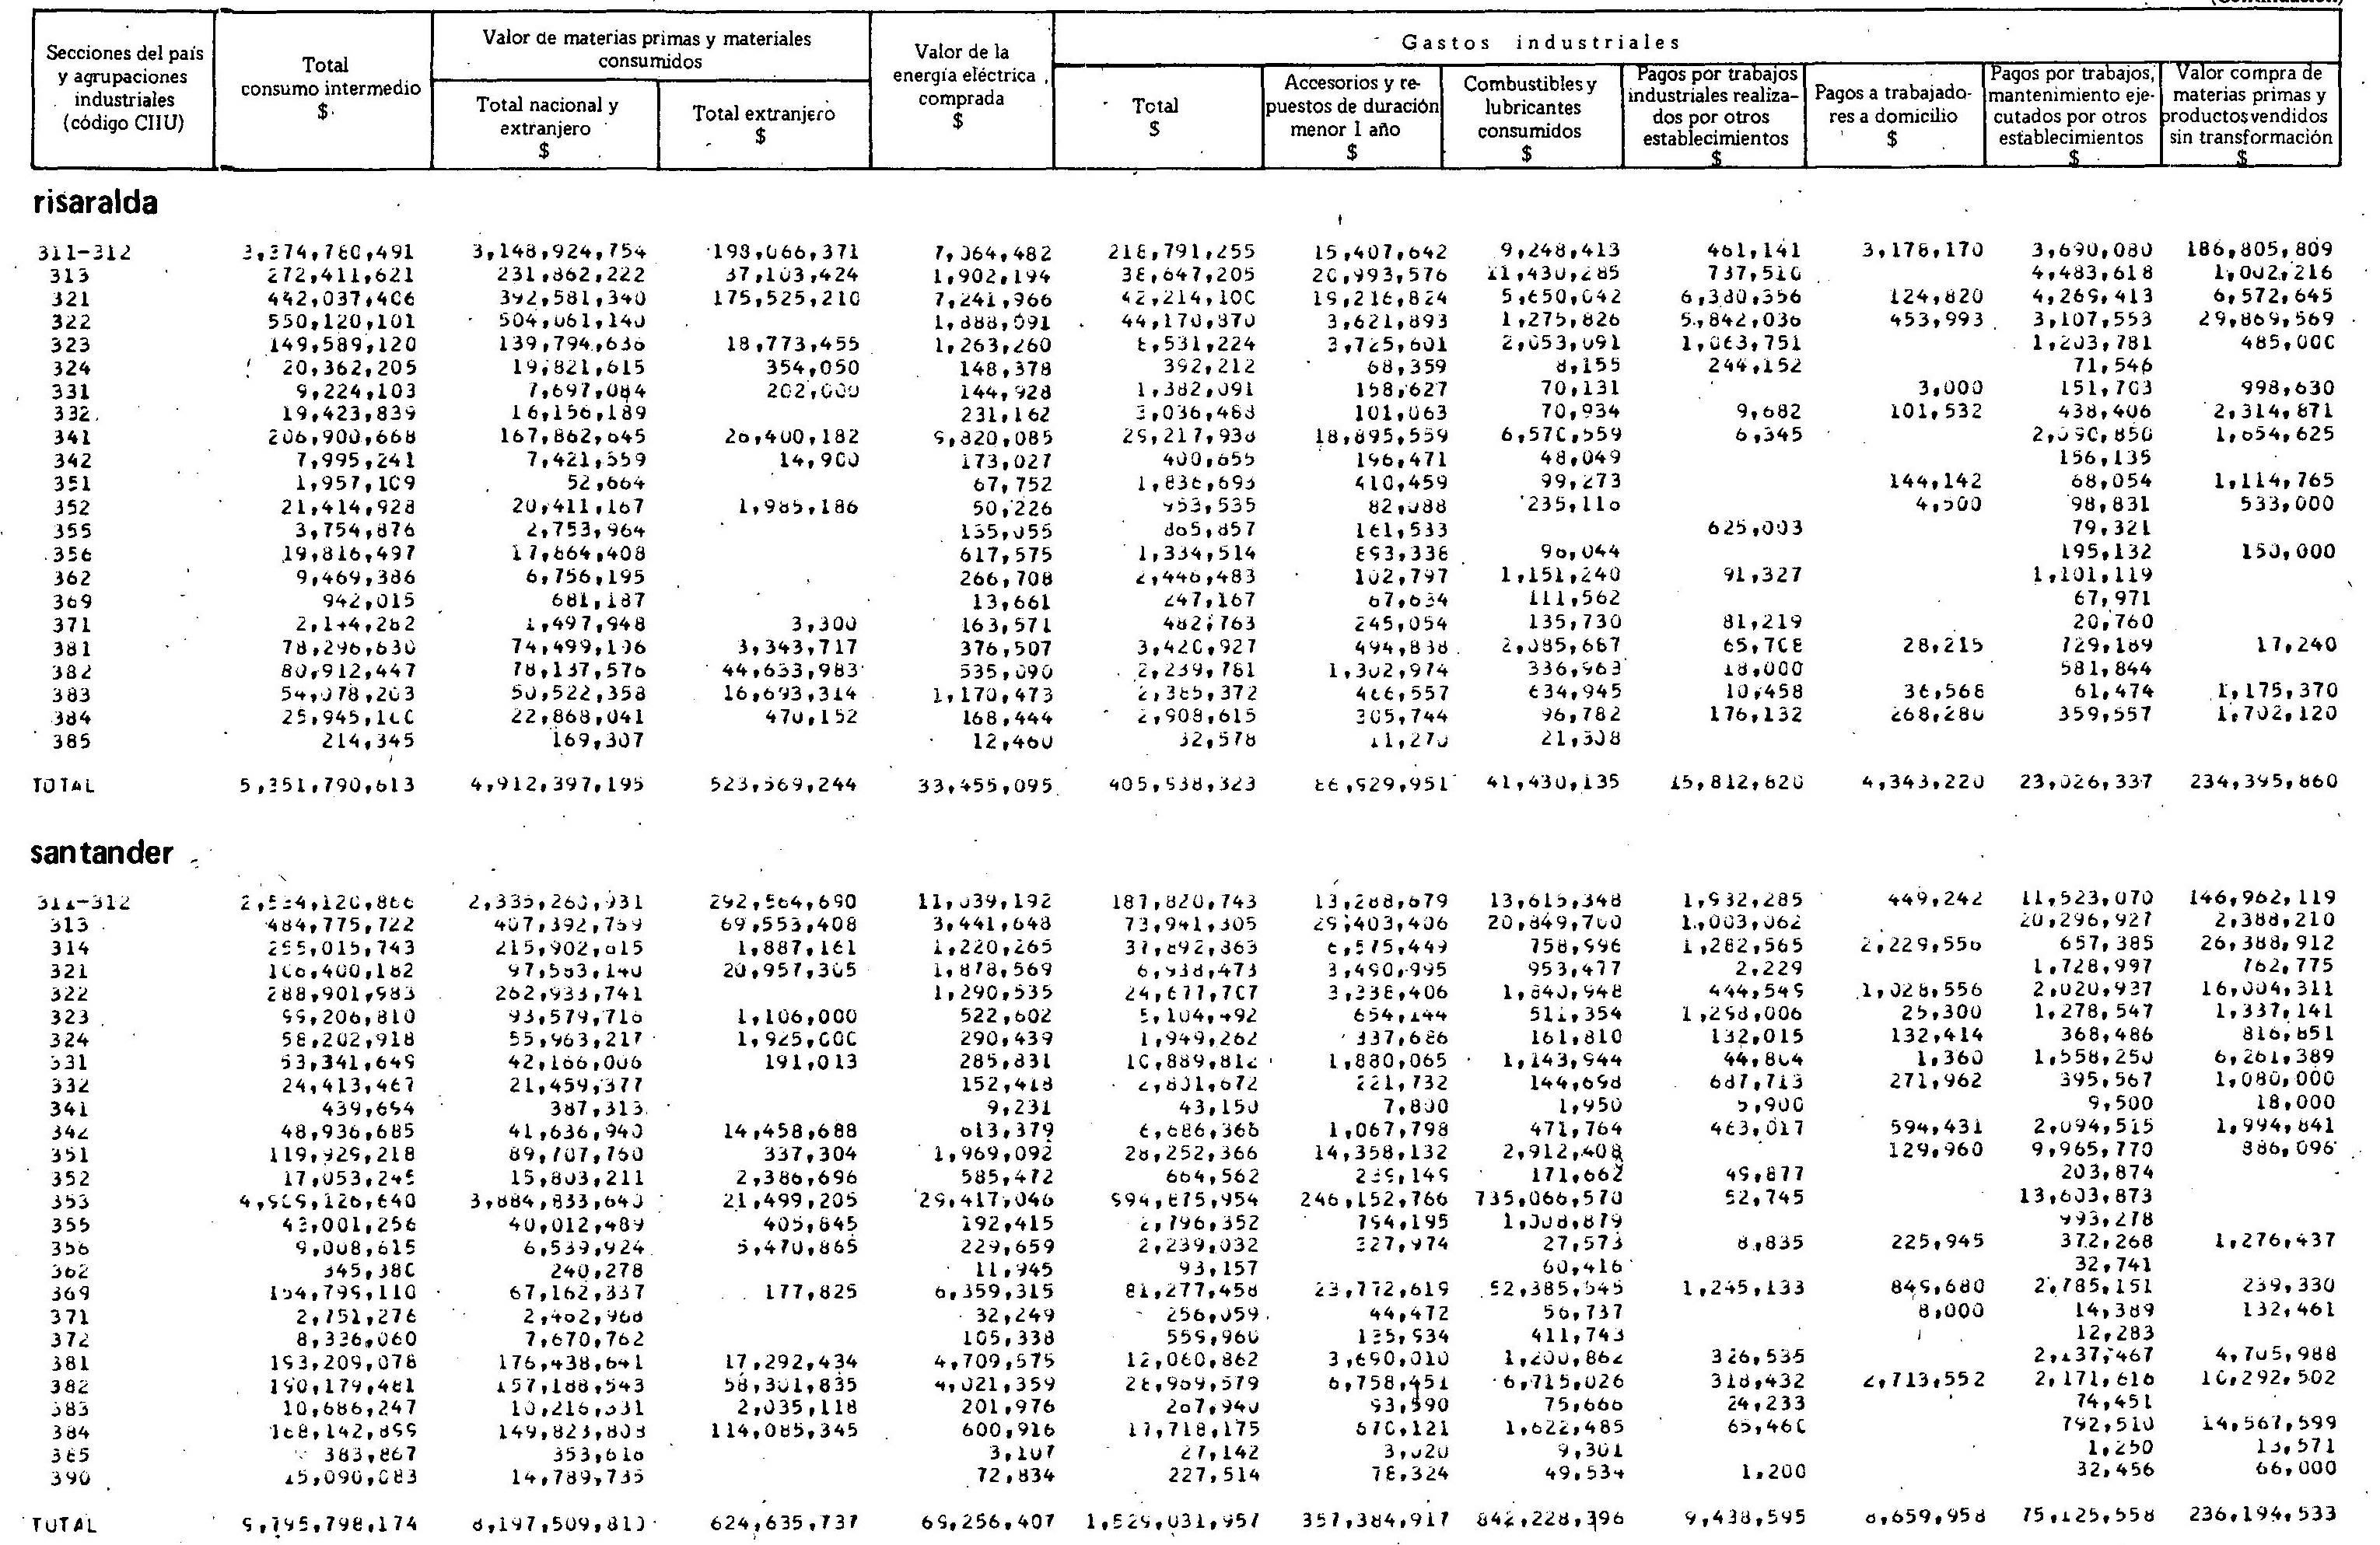 (Continuación)
Secciones del país y agrupaciones industriales (código CIIU)
Total consumo intermedio $
Valor de materias primas y materiales consumidos
Total nacional y extranjero $
Total extranjero $
Valor de la energía eléctrica comprada $
Gastos industriales
Total $
Accesorios y repuestos de duración menor 1 año $
Combustibles y lubricantes consumidos $
Pagos por trabajos industriales realizados por otros establecimientos $
Pagos a trabajadores a domicilio $
Pagos por trabajos, mantenimiento ejecutados por otros establecimientos $
Valor compra de materias primas y productos vendidos sin transformación $
risaralda
311-312 3,374,780,491 3,148,924,754 198,066,371 7,064,482 218,791,255 15,407,642 9,248,413 461,141 3,178,170 3,690,080 186,805,809
313 272,411,621 231,862,222 37,103,424 1,902,194 38,647,205 20,993,576 11,430,285 737,510 4,483,618 1,002,216
321 442,037,406 392,581,340 175,525,210 7,241,966 42,214,100 19,216,824 5,650,042 6,380,356 124,820 4,269,413 6,572,645
322 550,120,101 504,061,140 1,888,091 44,170,870 3,621,893 1,275,826 5,842,036 453,993 3,107,553 29,869,569
323 149,589,120 139,794,636 18,773,455 1,263,260 8,531,224 3,725,601 2,053,091 1,063,751 1,203,781 485,000
324 20,362,205 19,821,615 354,050 148,378 392,212 68,359 8,155 244,152 71,546
331 9,224,103 7,697,084 202,000 144,928 1,382,091 158,627 70,131 3,000 151,703 998,630
332 19,423,839 16,156,189 231,162 3,036,488 101,063 70,934 9,682 101,532 438,406 2,314,871
341 206,900,668 167,862,645 26,400,182 9,820,085 29,217,938 18,895,559 6,570,559 6,345 2,090,850 1,654,625
342 7,995,241 7,421,559 14,900 173,027 400,655 196,471 48,049 156,135
351 1,957,109 52,664 67,752 1,836,693 410,459 99,273 144,142 68,054 1,114,765
352 21,414,928 20,411,167 1,985,186 50,226 953,535 82,088 235,116 4,500 98,831 533,000
355 3,754,876 2,753,964 135,055 865,857 161,533 625,003 79,321
356 19,816,497 17,864,408 617,575 1,334,514 893,338 96,044 195,132 150,000
362 9,469,386 6,756,195 266,708 2,446,483 102,797 1,151,240 91,327 1,101,119
369 942,015 681,187 13,661 247,167 67,634 111,562 67,971
371 2,144,282 1,497,948 3,300 163,571 482,763 245,054 135,730 81,219 20,760
381 78,296,630 74,499,196 3,343,717 376,507 3,420,927 494,838 2,085,667 65,708 28,215 729,189 17,240
382 80,912,447 78,137,576 44,633,983 535,090 2,239,781 1,302,974 336,963 18,000 581,844
383 54,078,203 50,522,358 16,693,314 1,170,473 2,385,372 466,557 634,945 10,458 36,568 61,474 1,175,370
384 25,945,100 22,868,041 470,152 168,444 2,908,615 305,744 96,782 176,132 268,280 359,557 1,702,120
385 214,345 169,307 12,460 32,578 11,270 21,308
TOTAL 5,351,790,613 4,912,397,195 523,569,244 33,455,095 405,938,323 86,929,951 41,430,135 15,812,820 4,343,220 23,026,337 234,395,860
santander
311-312 2,534,120,866 2,335,260,931 292,564,690 11,039,192 187,820,743 13,288,679 13,615,348 1,932,285 449,242 11,523,070 146,962,119
313 484,775,722 407,392,769 69,553,408 3,441,648 73,941,305 29,403,406 20,849,700 1,003,062 20,296,927 2,388,210
314 255,015,743 215,902,615 1,887,161 1,220,265 37,892,863 6,575,449 758,996 1,282,565 2,229,556 657,385 26,388,912
321 106,400,182 97,583,140 20,957,305 1,878,569 6,938,473 3,490,995 953,477 2,229 1,728,997 762,775
322 288,901,983 262,933,741 1,290,535 24,677,707 3,338,406 1,840,948 444,549 1,028,556 2,020,937 16,004,311
323 99,206,810 93,579,716 1,106,000 522,602 5,104,492 654,144 511,354 1,298,006 25,300 1,278,547 1,337,141
324 58,202,918 55,963,217 1,925,000 290,439 1,949,262 337,686 161,810 132,015 132,414 368,486 816,851
331 53,341,649 42,166,006 191,013 285,831 10,889,812 1,880,065 1,143,944 44,804 1,360 1,558,250 6,261,389
332 24,413,467 21,459,377 152,418 2,801,672 221,732 144,698 687,713 271,962 395,567 1,080,000
341 439,694 387,313 9,231 43,150 7,800 1,950 5,900 9,500 18,000
342 48,936,685 41,636,940 14,458,688 613,379 6,686,366 1,067,798 471,764 463,017 594,431 2,094,515 1,994,841
351 119,929,218 89,707,760 337,304 1,969,092 28,252,366 14,358,132 2,912,408 129,960 9,965,770 886,096
352 17,053,245 15,803,211 2,386,696 585,472 664,562 239,149 171,662 49,877 203,874
353 4,909,126,640 3,884,833,640 21,499,205 29,417,046 994,875,954 246,152,766 735,066,570 52,745 13,603,873
355 43,001,256 40,012,489 405,845 192,415 2,796,352 794,195 1,008,879 993,278
356 9,008,615 6,539,924 5,470,865 229,659 2,239,032 327,974 27,573 8,835 225,945 372,268 1,276,437
362 345,380 240,278 11,945 93,157 60,416 32,741
369 154,799,110 67,162,337 177,825 6,359,315 81,277,458 23,772,619 52,385,545 1,245,133 849,680 2,785,151 239,330
371 2,751,276 2,462,968 32,249 256,059 44,472 56,737 8,000 14,389 132,461
372 8,336,060 7,670,762 105,338 559,960 135,934 411,743 12,283
381 193,209,078 176,438,641 17,292,434 4,709,575 12,060,862 3,690,010 1,200,862 326,535 2,137,467 4,705,988
382 190,179,481 157,188,543 58,301,835 4,021,359 28,969,579 6,758,451 6,715,026 318,432 2,713,552 2,171,616 10,292,502
383 10,686,247 10,216,331 2,035,118 201,976 267,940 93,590 75,666 24,233 74,451
384 168,142,899 149,823,808 114,085,345 600,916 17,718,175 670,121 1,622,485 65,460 792,510 14,567,599
385 383,867 353,618 3,107 27,142 3,020 9,301 1,250 13,571
390 15,090,083 14,789,735 72,834 227,514 78,324 49,534 1,200 32,456 66,000
TOTAL 9,795,798,174 8,197,509,810 624,635,737 69,256,407 1,529,031,957 357,384,917 842,228,396 9,438,595 8,659,958 75,125,558 236,194,533